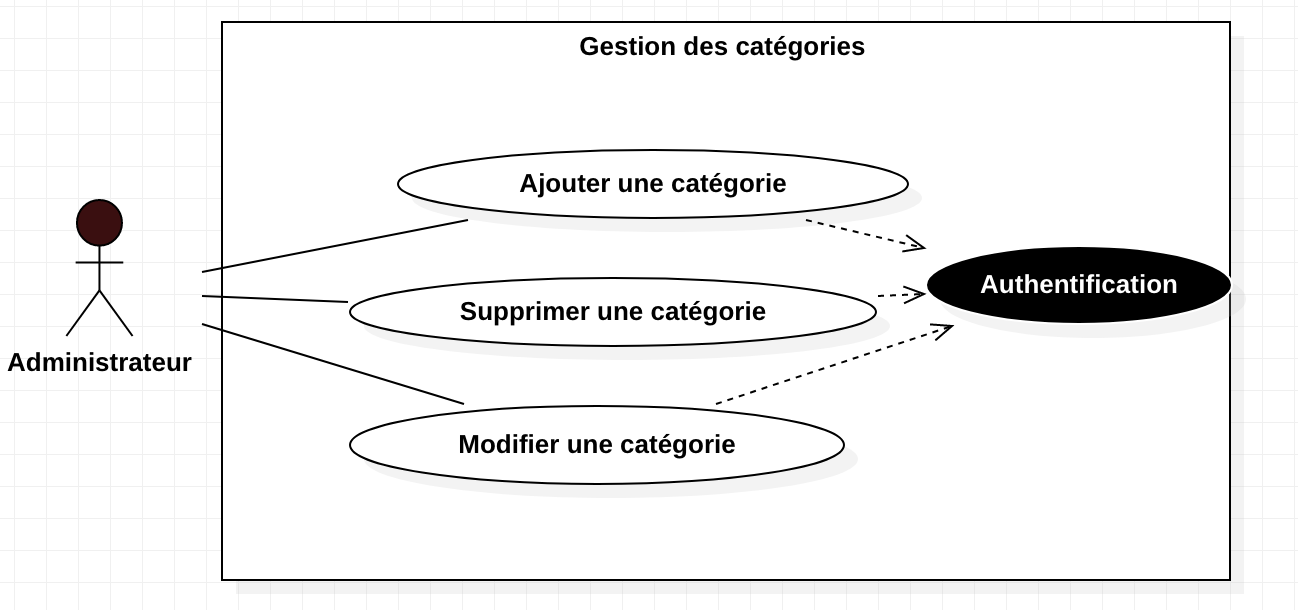 Gestion des catégories
Ajouter une catégorie
Authentification
Supprimer une catégorie
Administrateur
Modifier une catégorie